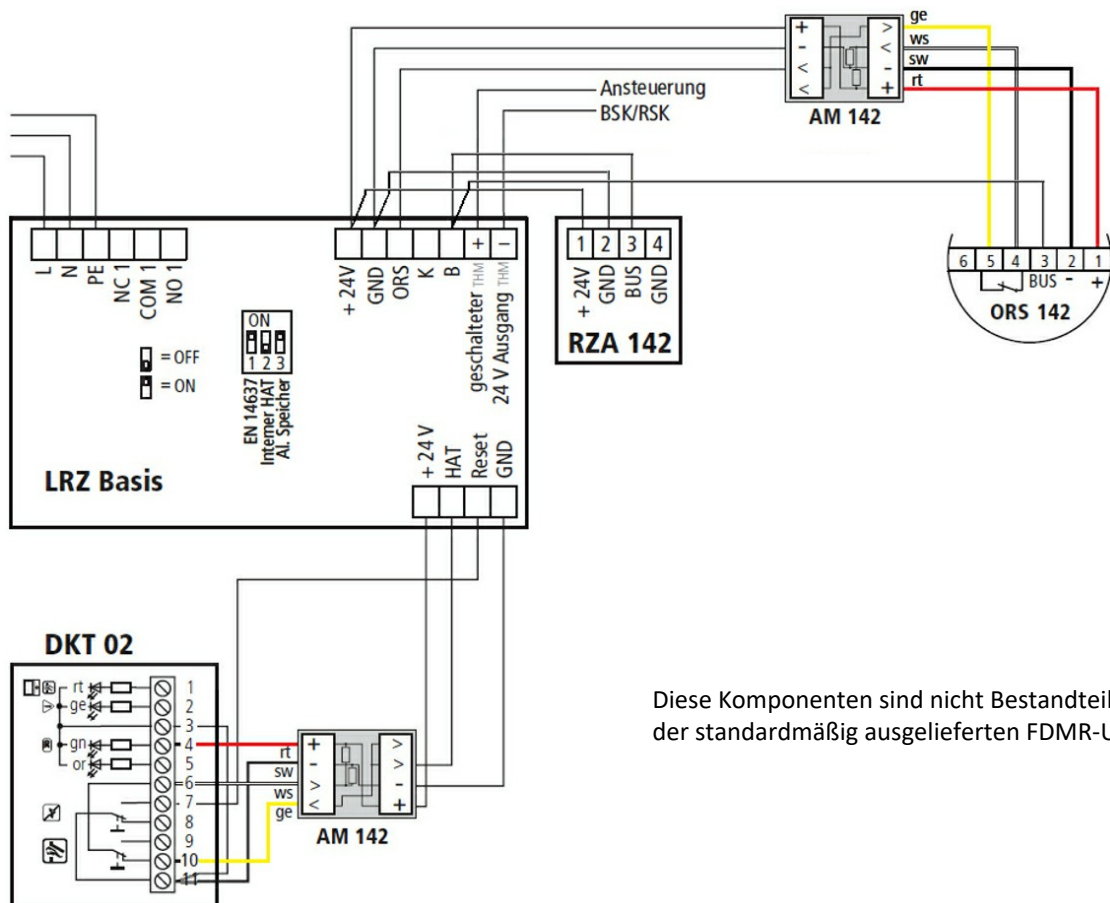 ge
ws
sw
rt
+
-
<
<
>
<
-
+
AM 142
Ansteuerung
BSK/RSK
L
N
PE
NC 1
COM 1
NO 1
+ 24V
GND
ORS
K
B
+
–
geschalteter THM
24 V Ausgang THM
1 2 3 4
+ 24V
GND
BUS
GND
RZA 142
6 5 4 3 2 1
BUS - +
ORS 142
= OFF
= ON
ON
1 2 3
EN 14637
Interner HAT
Al. Speicher
LRZ Basis
+ 24 V
HAT
Reset
GND
DKT 02
rt 1
ge 2
3
gn 4
or 5
6
7
8
9
10
11
rt
sw
ws
ge
+
-
>
<
>
>
-
+
AM 142
Diese Komponenten sind nicht Bestandteil
der standardmäßig ausgelieferten FDMR-U